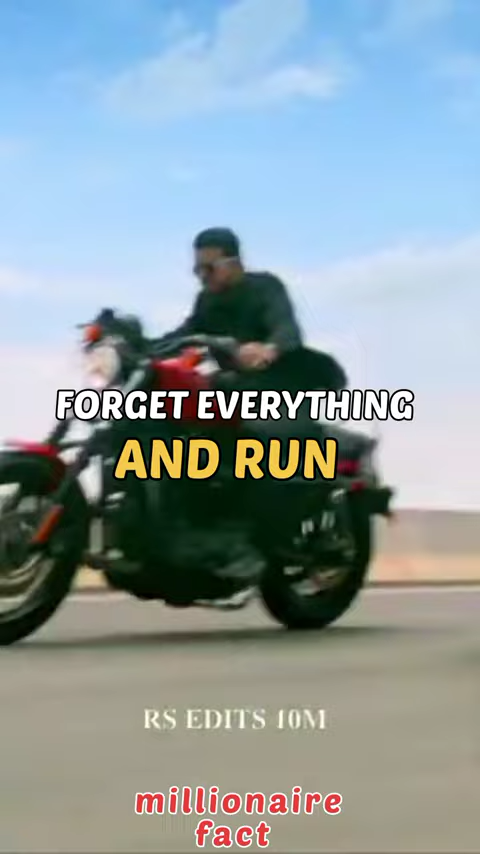 FORGET EVERYTHING
AND RUN
RS EDITS 10M
millionaire
fact